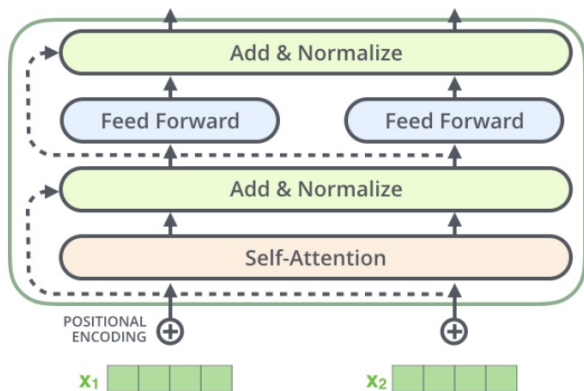 Add & Normalize
Feed Forward
Feed Forward
Add & Normalize
Self-Attention
POSITIONAL
ENCODING
x₁
x₂